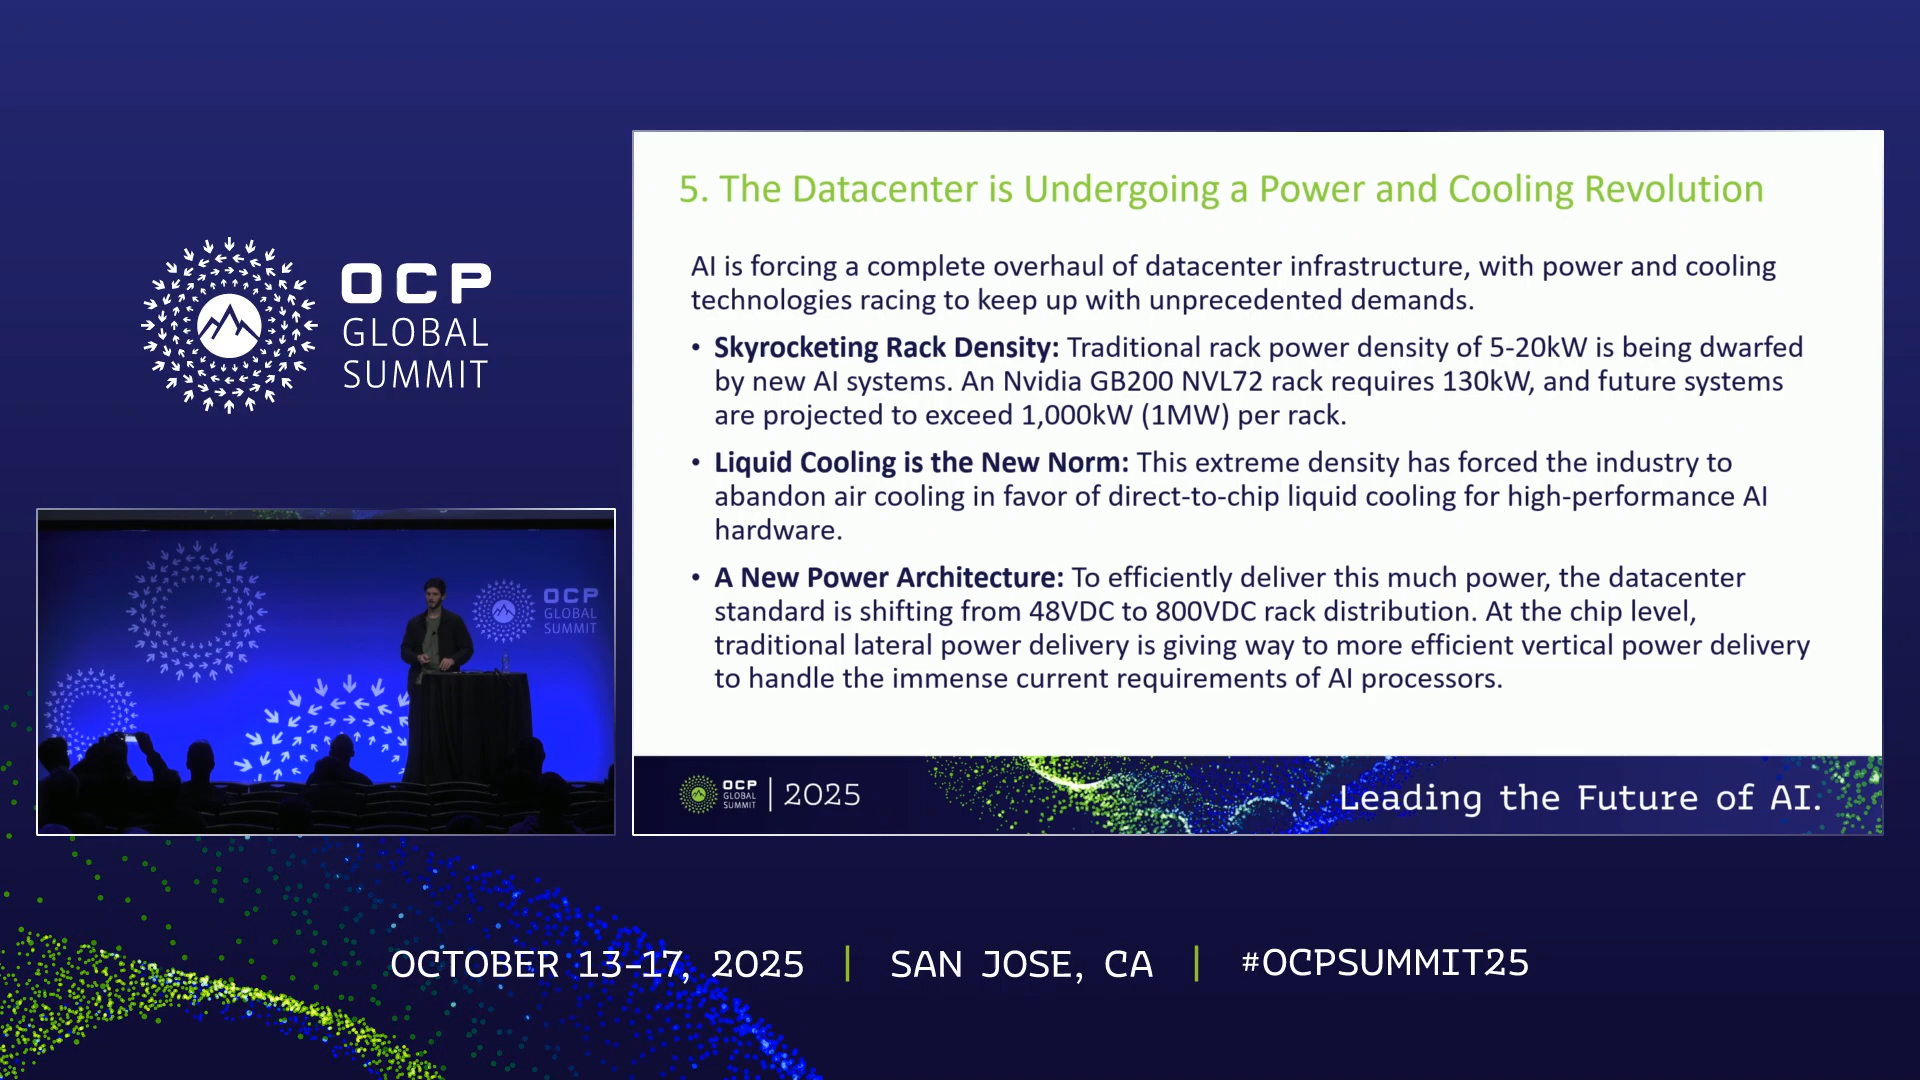 OCP
GLOBAL
SUMMIT
5. The Datacenter is Undergoing a Power and Cooling Revolution
AI is forcing a complete overhaul of datacenter infrastructure, with power and cooling
technologies racing to keep up with unprecedented demands.
• Skyrocketing Rack Density: Traditional rack power density of 5-20kW is being dwarfed
by new AI systems. An Nvidia GB200 NVL72 rack requires 130kW, and future systems
are projected to exceed 1,000kW (1MW) per rack.
• Liquid Cooling is the New Norm: This extreme density has forced the industry to
abandon air cooling in favor of direct-to-chip liquid cooling for high-performance AI
hardware.
• A New Power Architecture: To efficiently deliver this much power, the datacenter
standard is shifting from 48VDC to 800VDC rack distribution. At the chip level,
traditional lateral power delivery is giving way to more efficient vertical power delivery
to handle the immense current requirements of AI processors.
OCP
GLOBAL
SUMMIT
OCP
GLOBAL
SUMMIT
2025
Leading the Future of AI.
OCTOBER 13-17, 2025 | SAN JOSE, CA | #OCPSUMMIT25